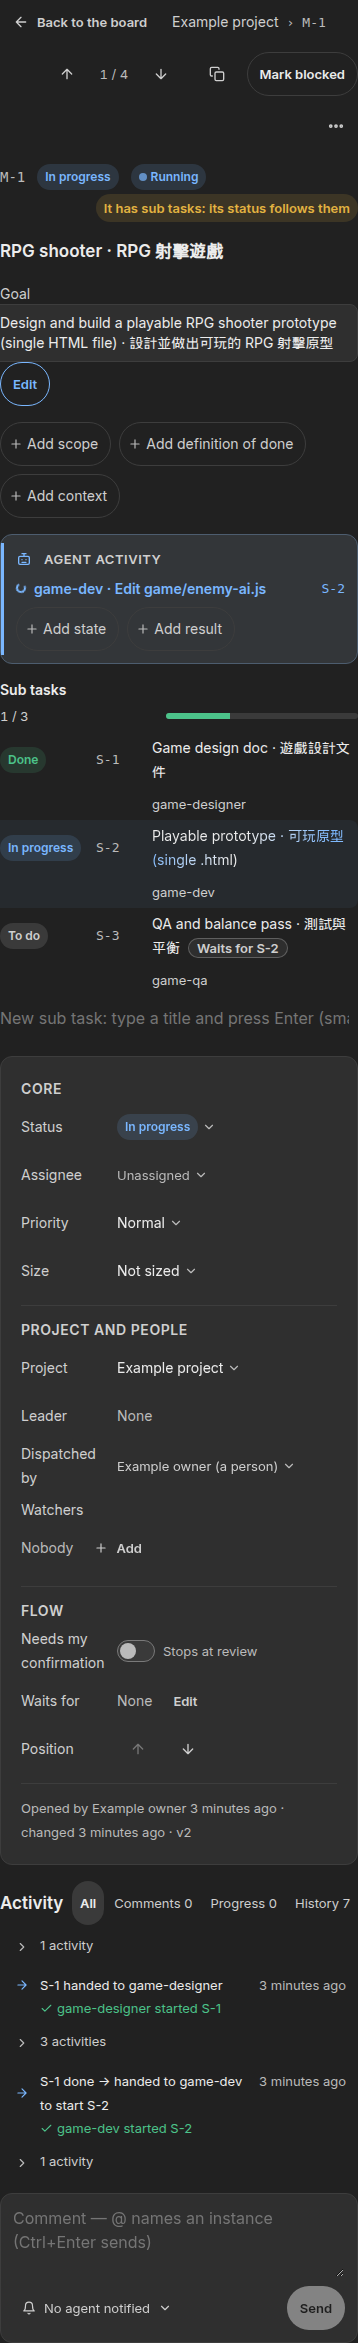 Back to the board Example project › M-1
1 / 4 Mark blocked
M-1 In progress Running
It has sub tasks: its status follows them
RPG shooter · RPG 射擊遊戲
Goal
Design and build a playable RPG shooter prototype
(single HTML file) · 設計並做出可玩的 RPG 射擊原型
Edit
+ Add scope + Add definition of done
+ Add context
AGENT ACTIVITY
game-dev · Edit game/enemy-ai.js S-2
+ Add state + Add result
Sub tasks
1 / 3
Done S-1 Game design doc · 遊戲設計文
件
game-designer
In progress S-2 Playable prototype · 可玩原型
(single .html)
game-dev
To do S-3 QA and balance pass · 測試與
平衡 Waits for S-2
game-qa
New sub task: type a title and press Enter (sma
CORE
Status In progress
Assignee Unassigned
Priority Normal
Size Not sized
PROJECT AND PEOPLE
Project Example project
Leader None
Dispatched
by Example owner (a person)
Watchers
Nobody + Add
FLOW
Needs my
confirmation Stops at review
Waits for None Edit
Position
Opened by Example owner 3 minutes ago ·
changed 3 minutes ago · v2
Activity All Comments 0 Progress 0 History 7
1 activity
S-1 handed to game-designer 3 minutes ago
✓ game-designer started S-1
3 activities
S-1 done → handed to game-dev 3 minutes ago
to start S-2
✓ game-dev started S-2
1 activity
Comment — @ names an instance
(Ctrl+Enter sends)
No agent notified Send